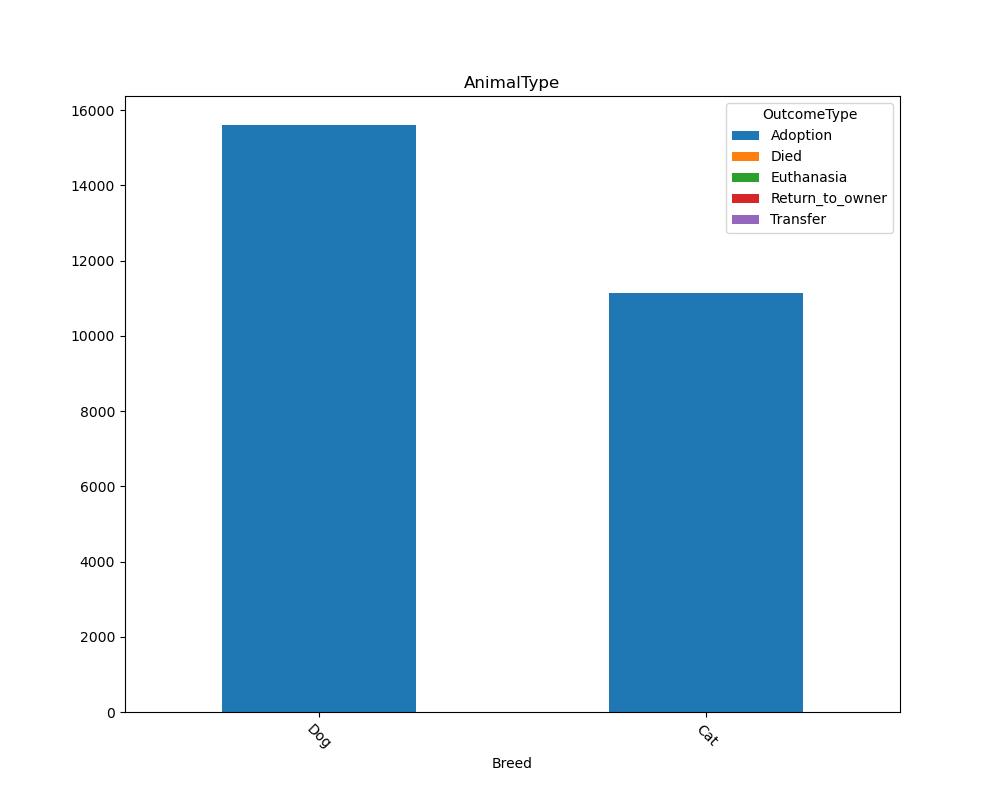 AnimalType
16000
14000
12000
10000
8000
6000
4000
2000
0
OutcomeType
Adoption
Died
Euthanasia
Return_to_owner
Transfer
Dog
Cat
Breed